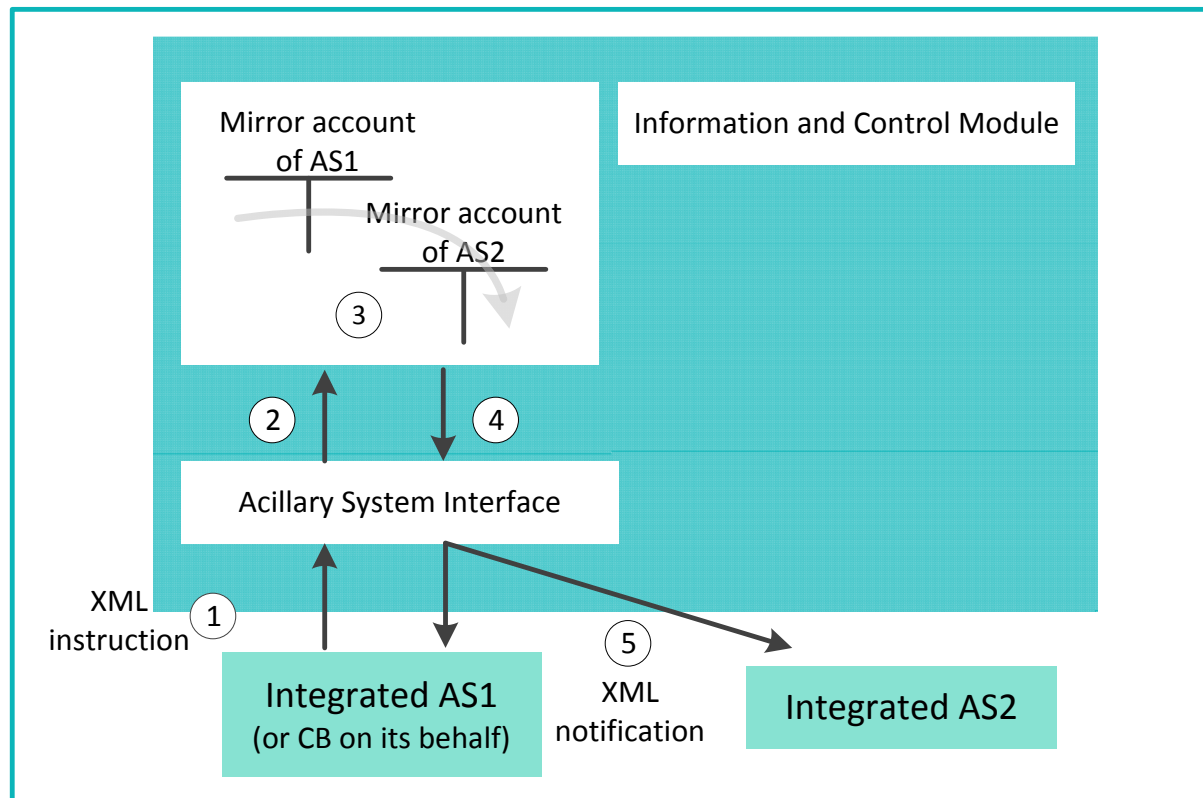 Mirror account
of AS1
Information and Control Module
Mirror account
of AS2
3
2
4
Acillary System Interface
XML
instruction
1
5
XML
notification
Integrated AS1
(or CB on its behalf)
Integrated AS2